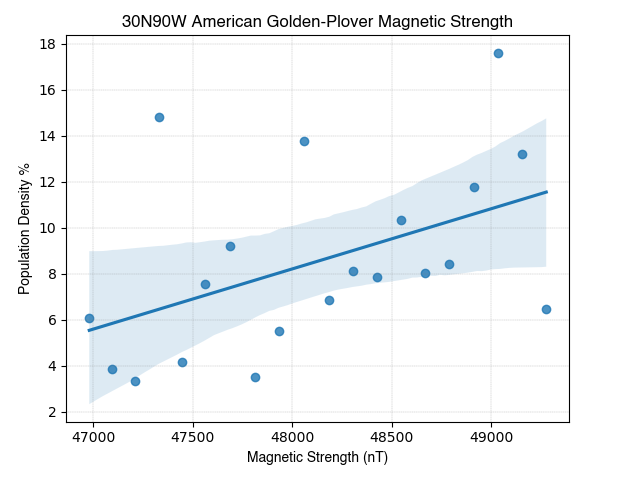 30N90W American Golden-Plover Magnetic Strength
18
16
14
12
10
8
6
4
2
Population Density %
47000 47500 48000 48500 49000
Magnetic Strength (nT)